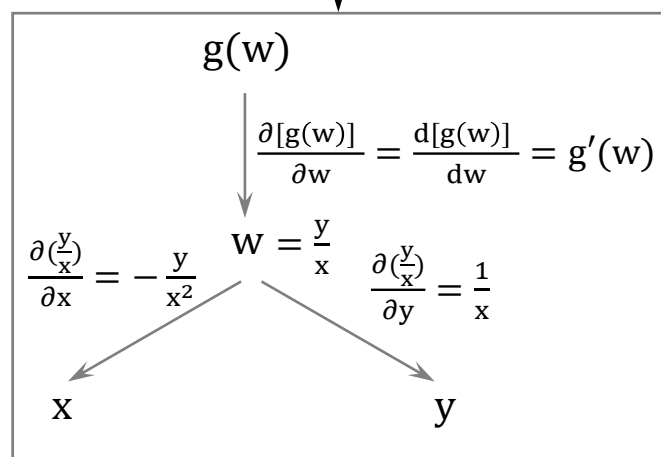 g(w)
∂[g(w)]/∂w = d[g(w)]/dw = g′(w)
w = y/x
∂(y/x)/∂x = − y/x²
∂(y/x)/∂y = 1/x
x
y